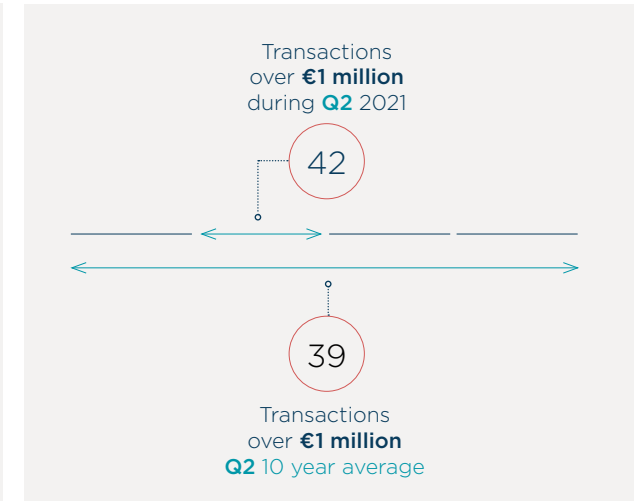 Transactions
over €1 million
during Q2 2021
42
39
Transactions
over €1 million
Q2 10 year average